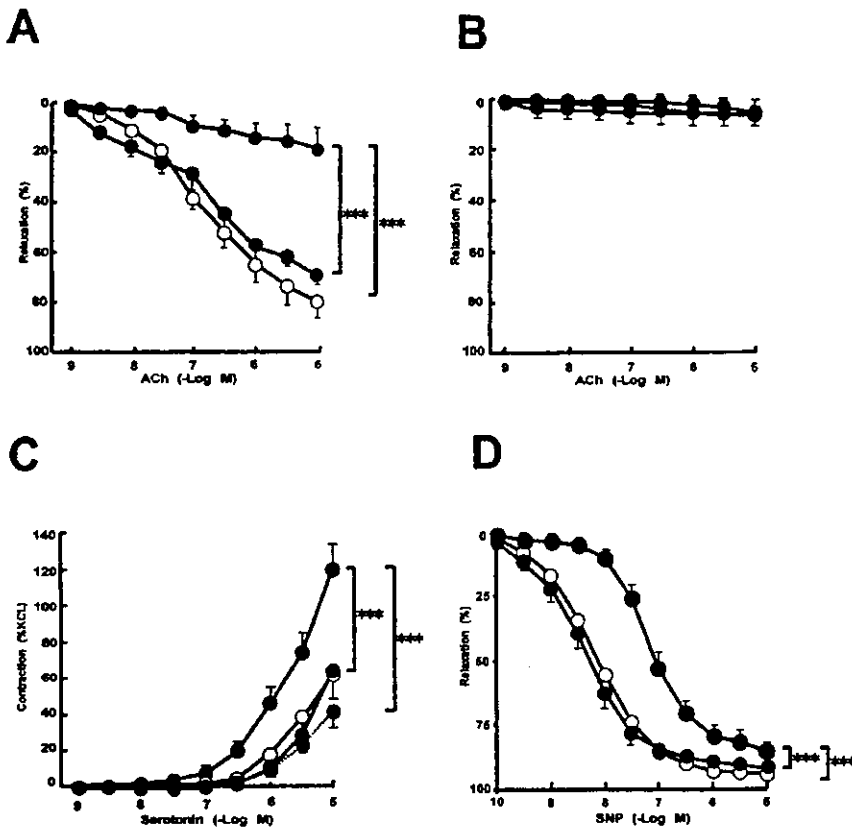 A
0
20
40
60
80
100
Relaxation (%)
9 8 7 6 5
ACh (-Log M)
***
***
B
0
20
40
60
80
100
Relaxation (%)
9 8 7 6 5
ACh (-Log M)
C
140
120
100
80
60
40
20
0
Contraction (%KCL)
9 8 7 6 5
Serotonin (-Log M)
***
***
D
0
25
50
75
100
Relaxation [%]
10 9 8 7 6 5
SNP (-Log M)
***
***